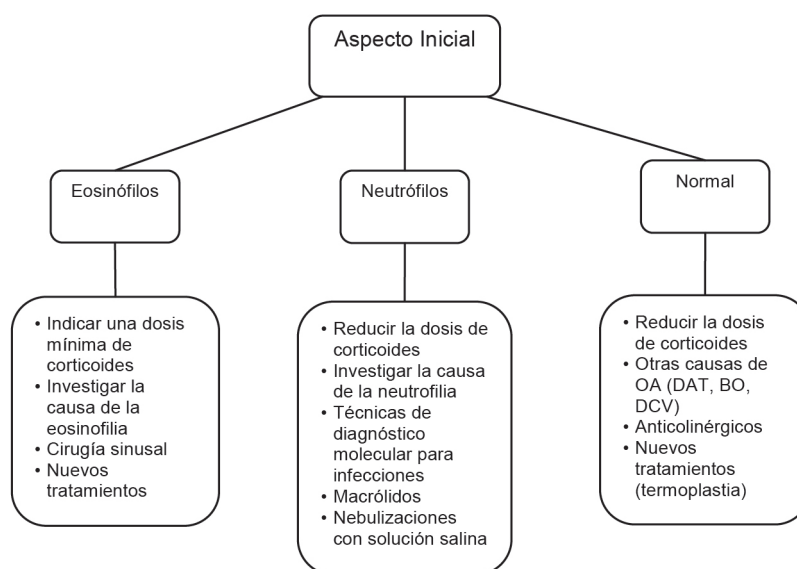 Aspecto Inicial
Eosinófilos
Neutrófilos
Normal
• Indicar una dosis
mínima de
corticoides
• Investigar la
causa de la
eosinofilia
• Cirugía sinusal
• Nuevos
tratamientos
• Reducir la dosis de
corticoides
• Investigar la causa
de la neutrofilia
• Técnicas de
diagnóstico
molecular para
infecciones
• Macrólidos
• Nebulizaciones
con solución salina
• Reducir la dosis
de corticoides
• Otras causas de
OA (DAT, BO,
DCV)
• Anticolinérgicos
• Nuevos
tratamientos
(termoplastia)